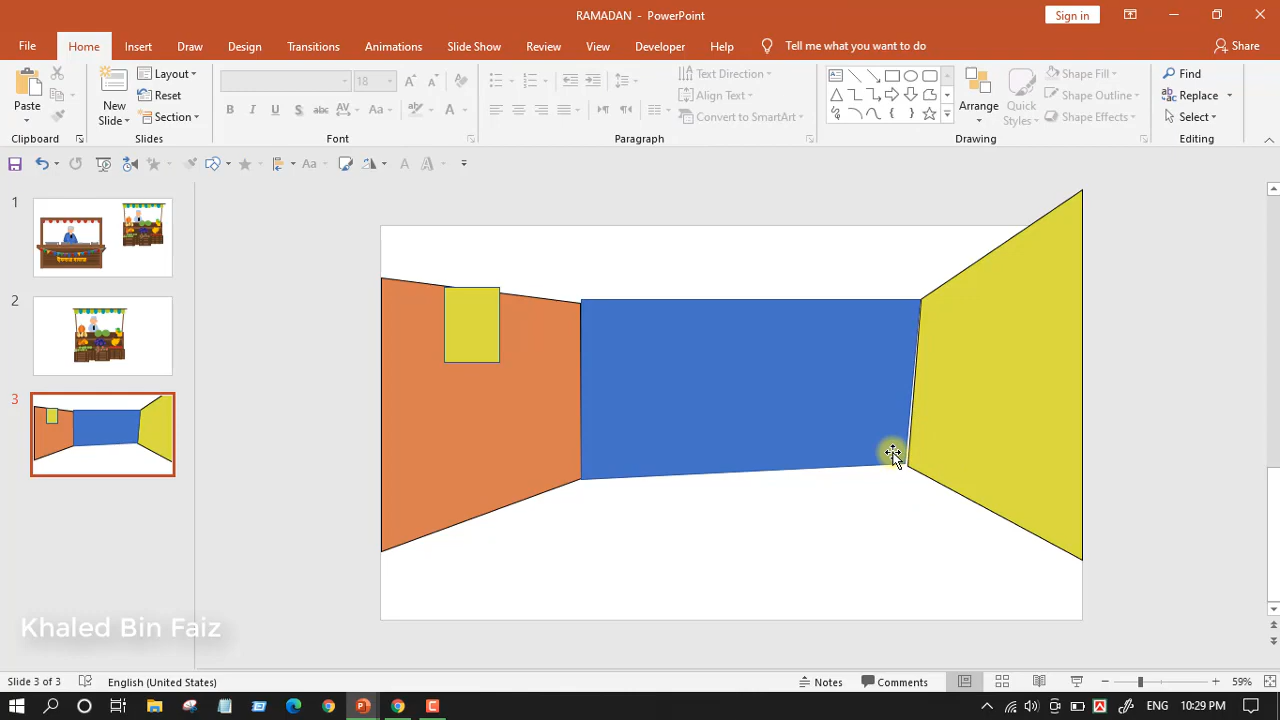 RAMADAN - PowerPoint
Sign in
File Home Insert Draw Design Transitions Animations Slide Show Review View Developer Help Tell me what you want to do Share
Paste
Clipboard
New Slide
Layout
Reset
Section
Slides
18
Font
Text Direction
Align Text
Convert to SmartArt
Paragraph
Arrange
Quick Styles
Shape Fill
Shape Outline
Shape Effects
Drawing
Find
Replace
Select
Editing
1
2
3
Khaled Bin Faiz
Slide 3 of 3 English (United States) Notes Comments 59%
ENG 10:29 PM